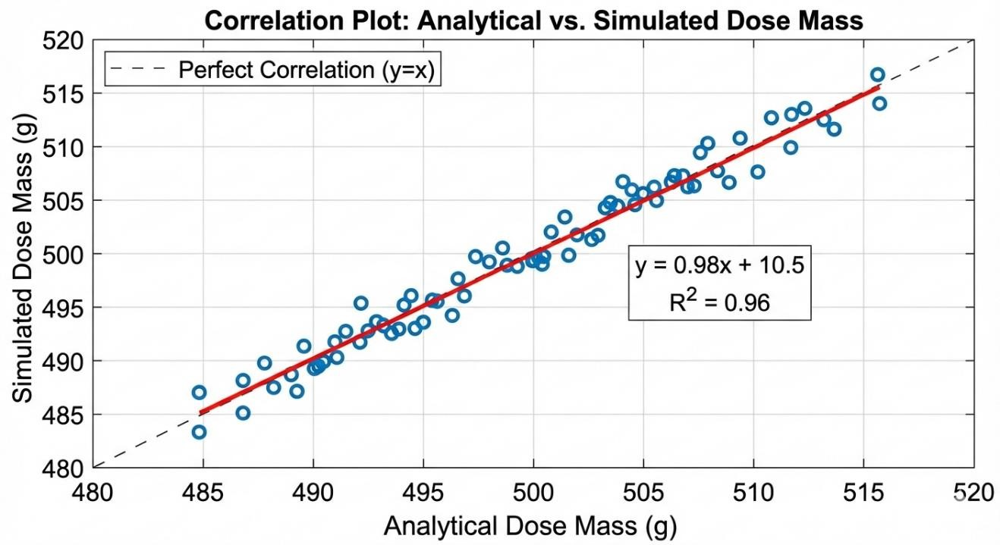 Correlation Plot: Analytical vs. Simulated Dose Mass
Perfect Correlation (y=x)
Simulated Dose Mass (g)
520
515
510
505
500
495
490
485
480
y = 0.98x + 10.5
R² = 0.96
480 485 490 495 500 505 510 515 520
Analytical Dose Mass (g)